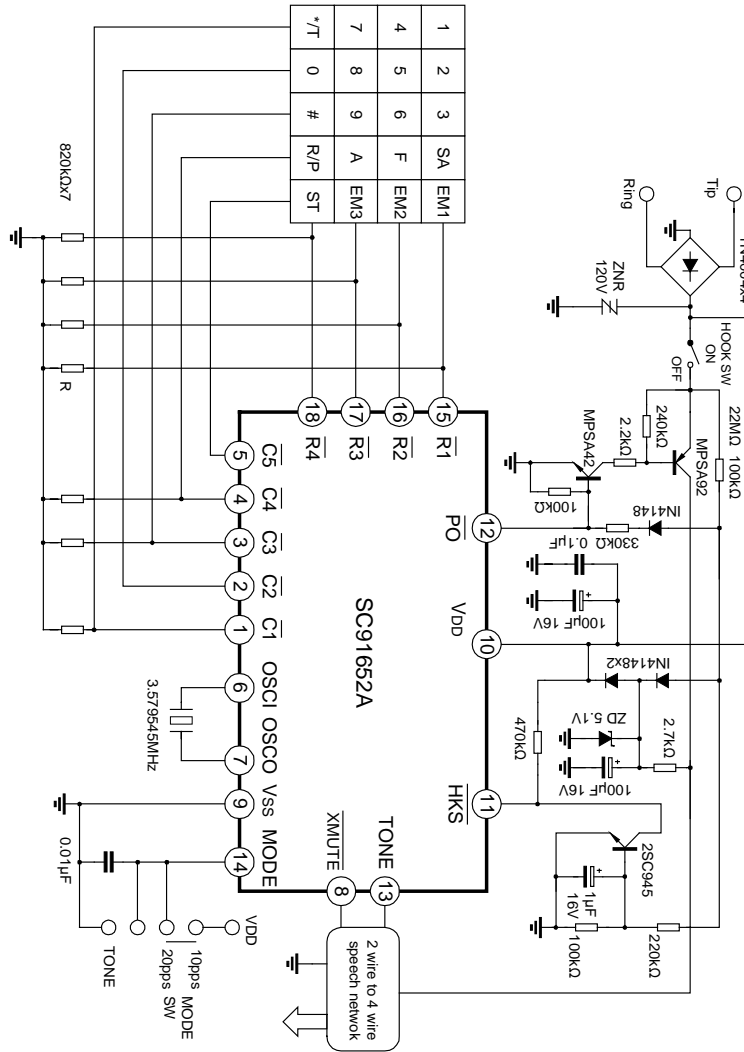 1 2 3 SA EM1
4 5 6 F EM2
7 8 9 A EM3
*/T 0 # R/P ST
820kΩx7
R
Tip
Ring
ZNR
120V
HOOK SW
ON
OFF
22MΩ
100kΩ
240kΩ
2.2kΩ
MPSA92
MPSA42
100kΩ
330kΩ
IN4148
0.1μF
100μF 16V
IN4148x2
ZD 5.1V
470kΩ
100μF 16V
2.7kΩ
2SC945
1μF
16V
100kΩ
220kΩ
15 R1
16 R2
17 R3
18 R4
5 C5
4 C4
3 C3
2 C2
1 C1
6 OSCI
7 OSCO
9 VSS
14 MODE
12 PO
10 VDD
11 HKS
13 TONE
8 XMUTE
SC91652A
3.579545MHz
0.01μF
VDD
10pps MODE
20pps SW
TONE
2 wire to 4 wire
speech netwok